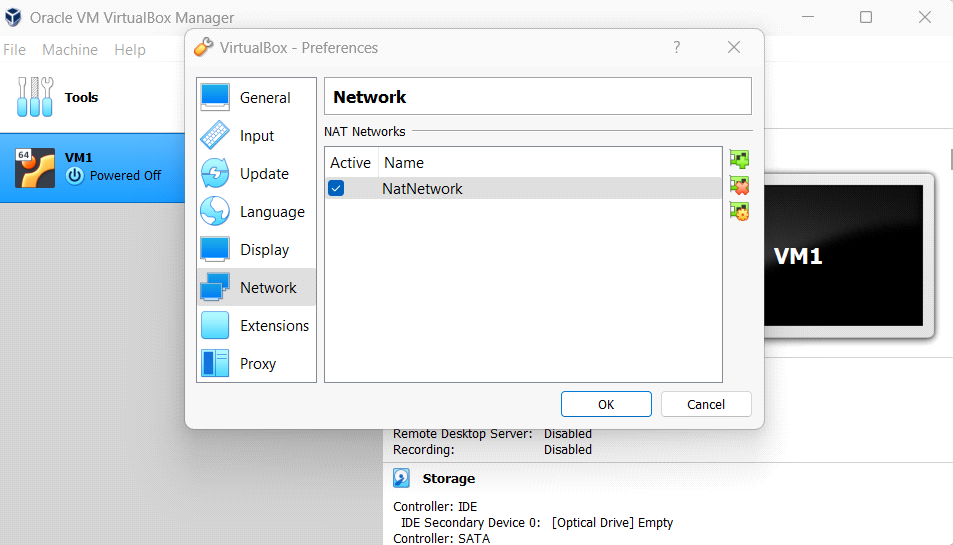 Oracle VM VirtualBox Manager
File Machine Help
VirtualBox - Preferences
?
Tools
64
VM1
Powered Off
General
Input
Update
Language
Display
Network
Extensions
Proxy
Network
NAT Networks
Active Name
NatNetwork
OK Cancel
VM1
Remote Desktop Server: Disabled
Recording: Disabled
Storage
Controller: IDE
IDE Secondary Device 0: [Optical Drive] Empty
Controller: SATA